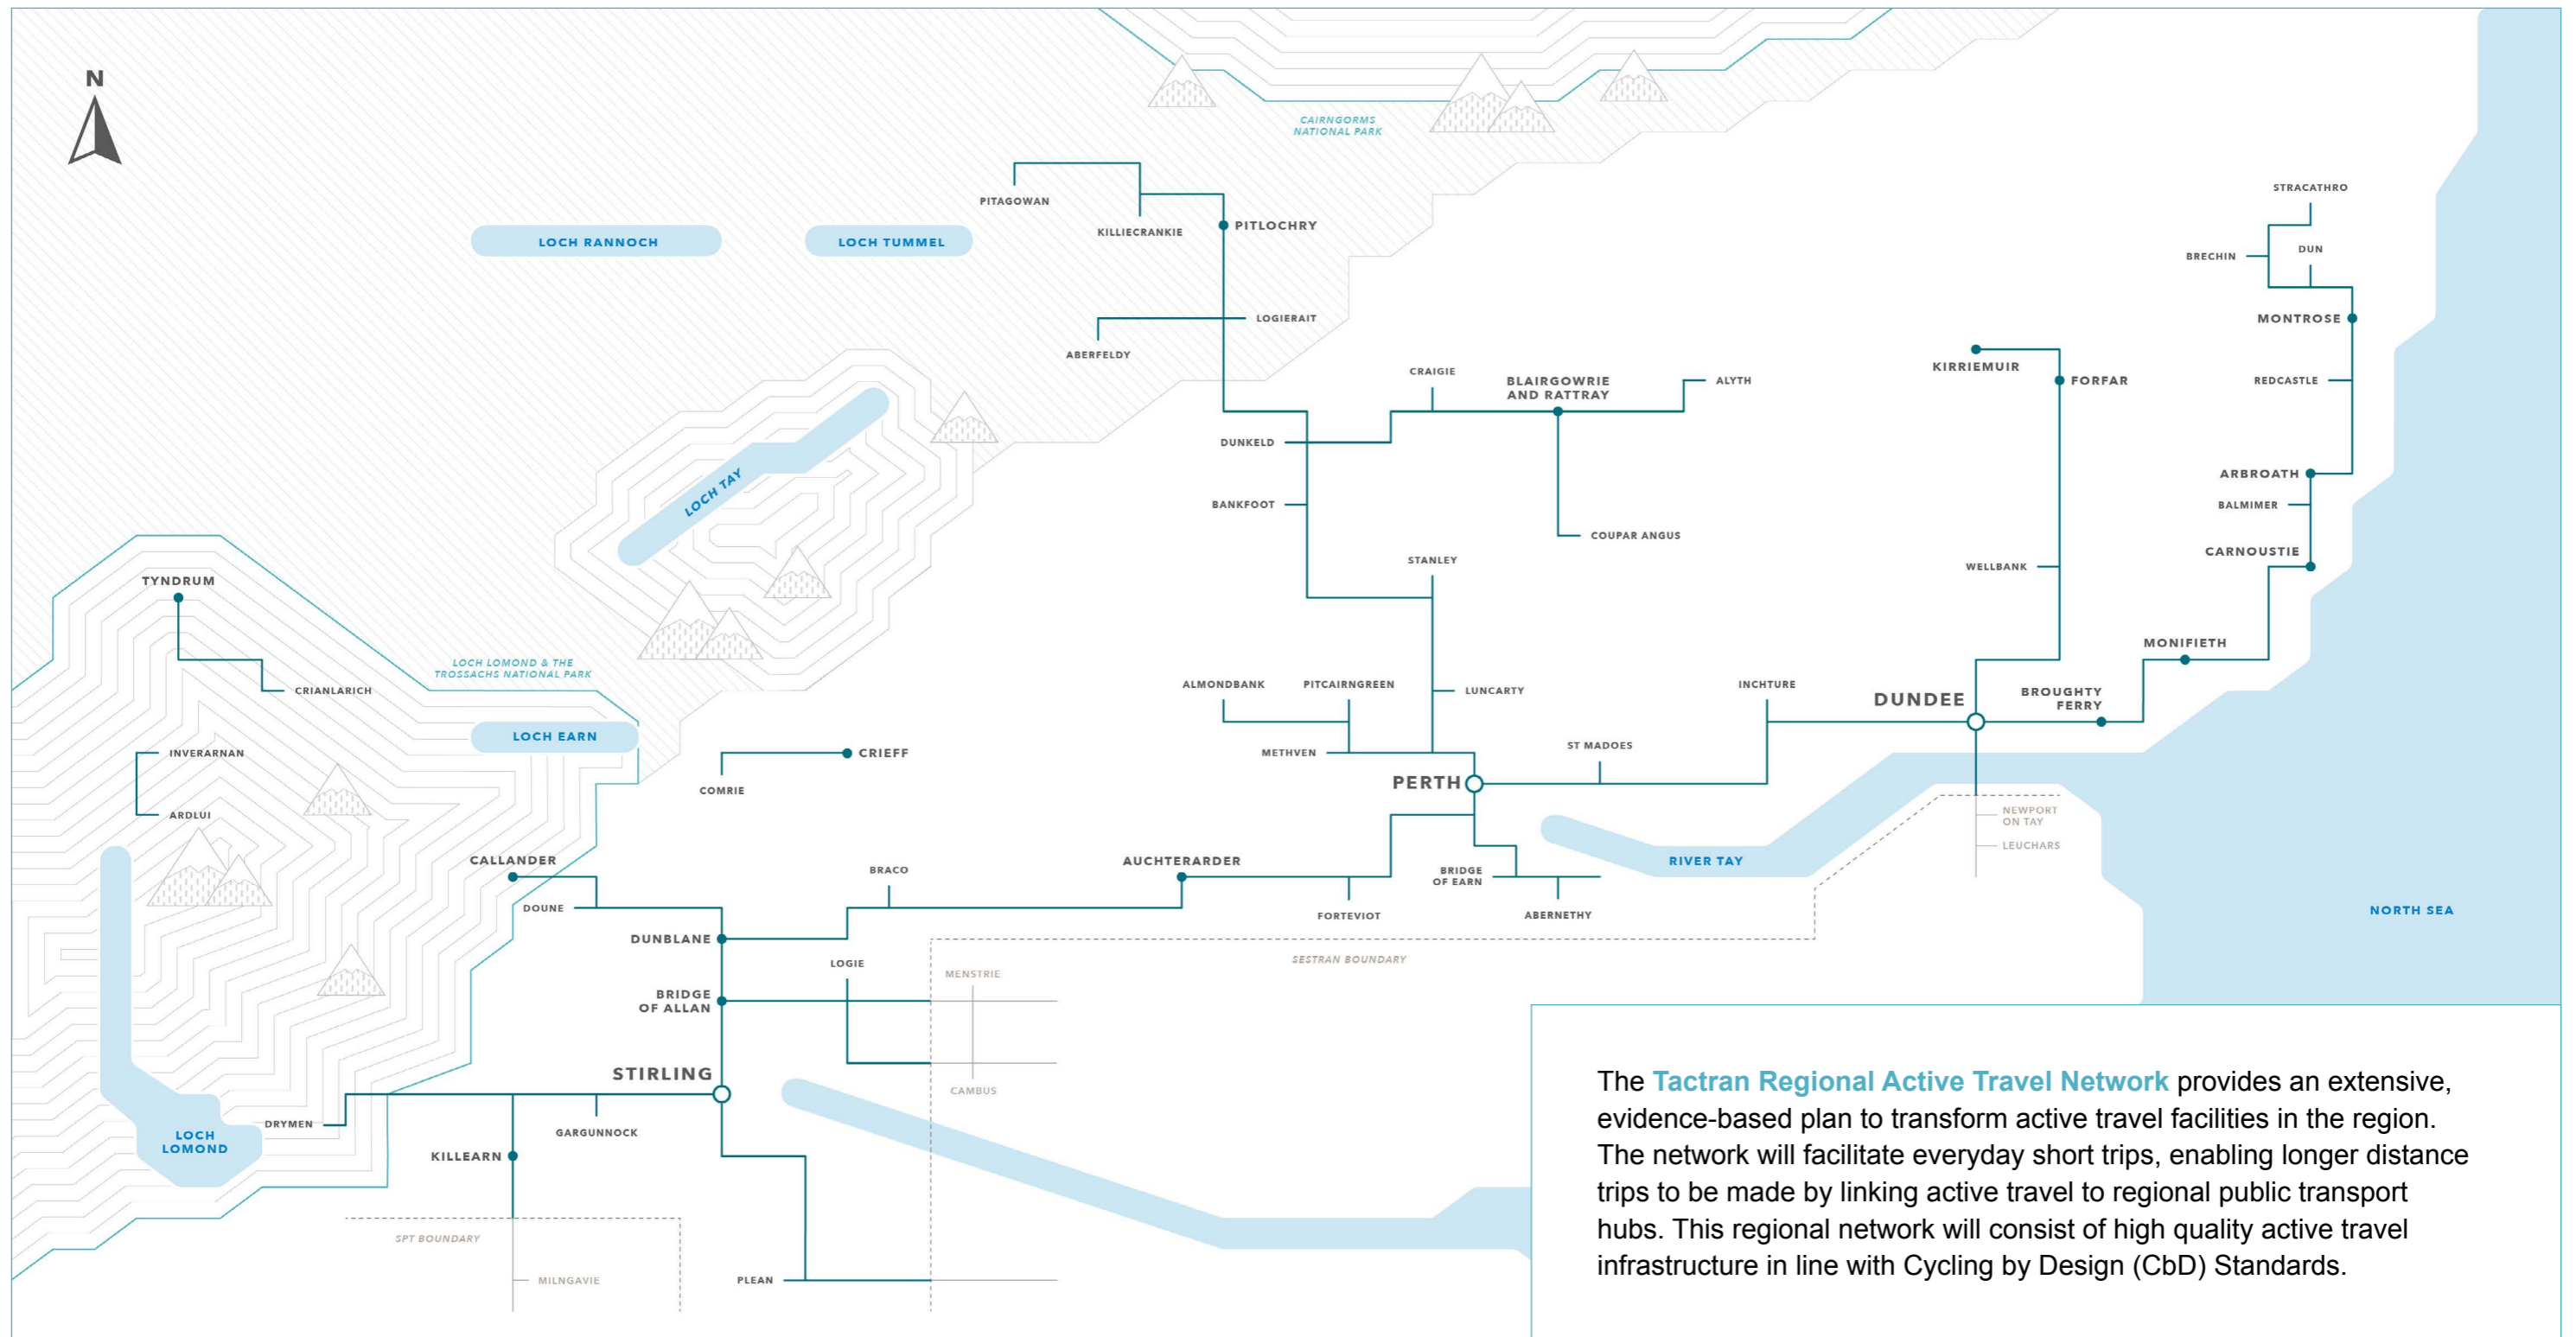 N
CAIRNGORMS
NATIONAL PARK
STRACATHRO
PITAGOWAN
KILLIECRANKIE
PITLOCHRY
LOCH RANNOCH
LOCH TUMMEL
BRECHIN
DUN
LOGIERAIT
MONTROSE
ABERFELDY
CRAIGIE
BLAIRGOWRIE
AND RATTRAY
ALYTH
KIRRIEMUIR
FORFAR
REDCASTLE
DUNKELD
LOCH TAY
BANKFOOT
ARBROATH
BALMIMER
COUPAR ANGUS
CARNOUSTIE
STANLEY
WELLBANK
TYNDRUM
MONIFIETH
LOCH LOMOND & THE
TROSSACHS NATIONAL PARK
CRIANLARICH
ALMONDBANK
PITCAIRNGREEN
LUNCARTY
INCHTURE
DUNDEE
BROUGHTY
FERRY
LOCH EARN
INVERARNAN
CRIEFF
METHVEN
ST MADOES
COMRIE
PERTH
ARDLUI
NEWPORT
ON TAY
LEUCHARS
CALLANDER
BRACO
AUCHTERARDER
BRIDGE
OF EARN
RIVER TAY
DOUNE
FORTEVIOT
ABERNETHY
NORTH SEA
DUNBLANE
LOGIE
MENSTRIE
SESTRAN BOUNDARY
BRIDGE
OF ALLAN
STIRLING
CAMBUS
DRYMEN
GARGUNNOCK
LOCH
LOMOND
KILLEARN
SPT BOUNDARY
MILNGAVIE
PLEAN
The Tactran Regional Active Travel Network provides an extensive,
evidence-based plan to transform active travel facilities in the region.
The network will facilitate everyday short trips, enabling longer distance
trips to be made by linking active travel to regional public transport
hubs. This regional network will consist of high quality active travel
infrastructure in line with Cycling by Design (CbD) Standards.